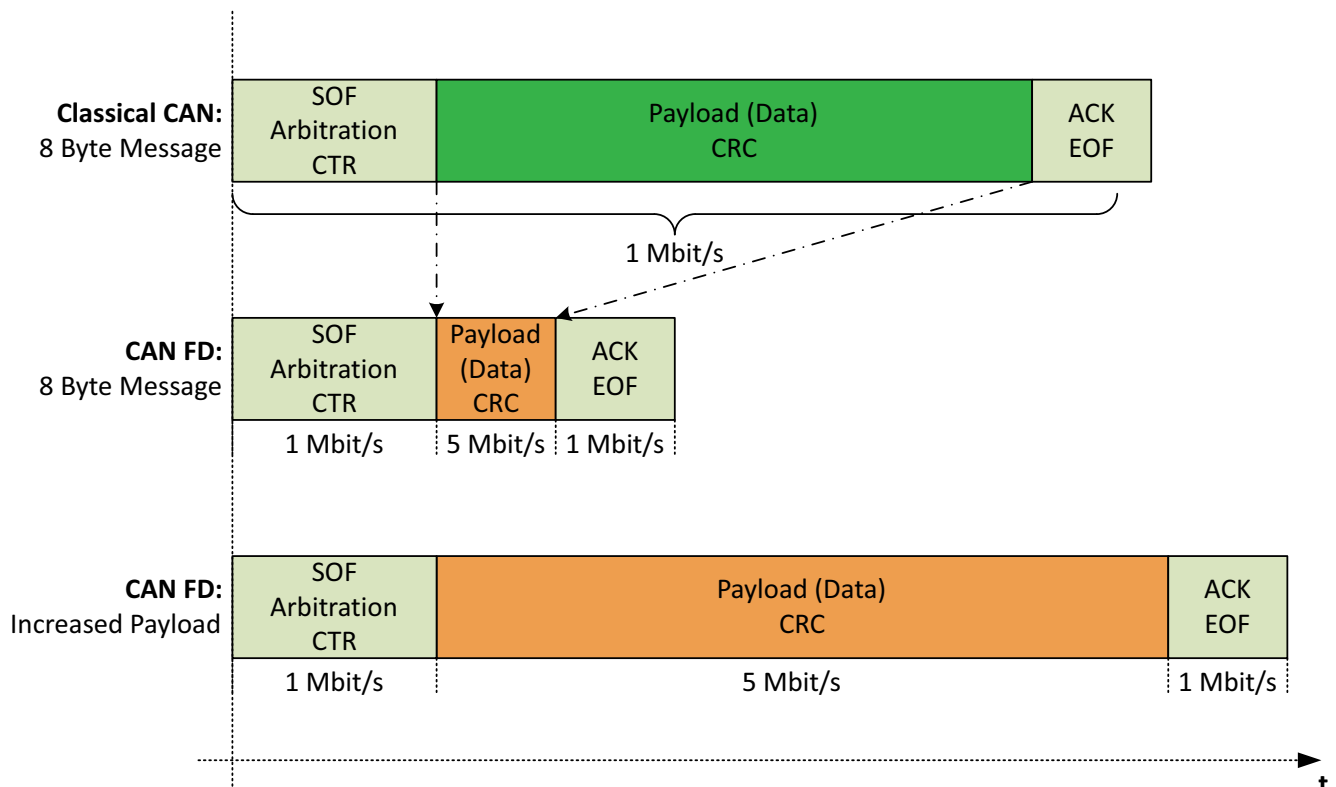 Classical CAN:
8 Byte Message
SOF
Arbitration
CTR
Payload (Data)
CRC
ACK
EOF
1 Mbit/s
CAN FD:
8 Byte Message
SOF
Arbitration
CTR
Payload
(Data)
CRC
ACK
EOF
1 Mbit/s
5 Mbit/s
1 Mbit/s
CAN FD:
Increased Payload
SOF
Arbitration
CTR
Payload (Data)
CRC
ACK
EOF
1 Mbit/s
5 Mbit/s
1 Mbit/s
t